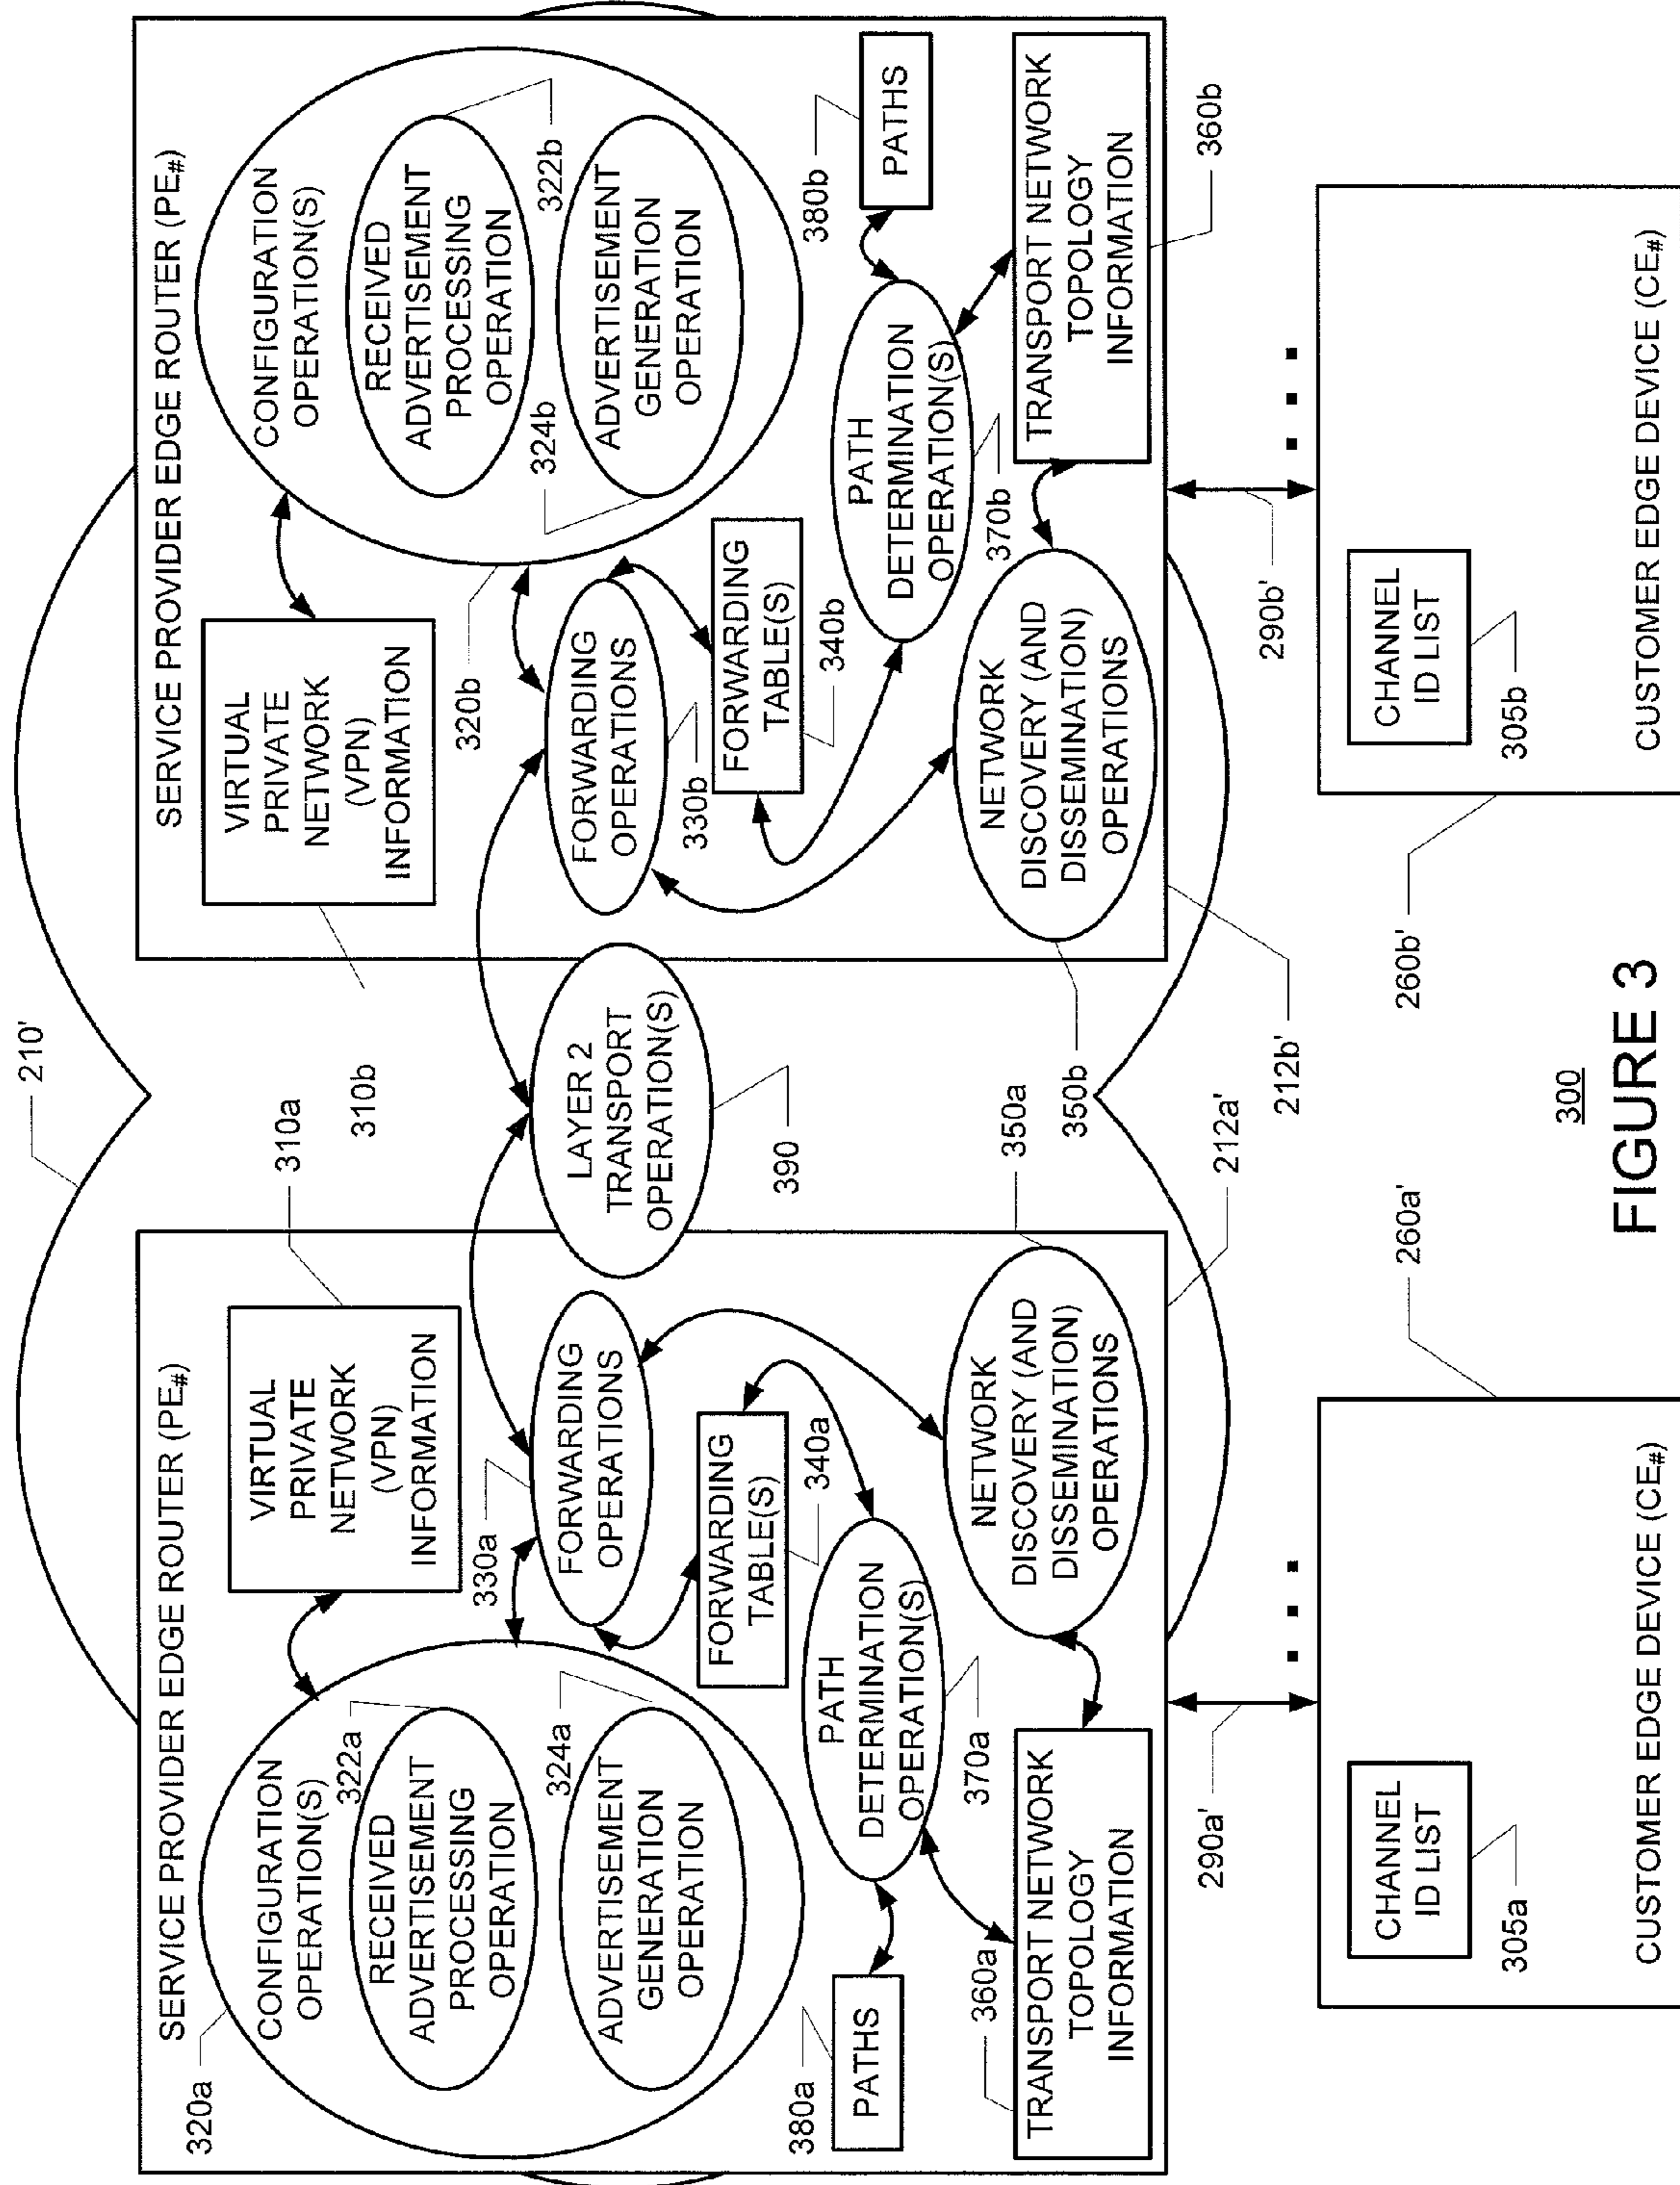 210'
SERVICE PROVIDER EDGE ROUTER (PE#)
320a
CONFIGURATION
OPERATION(S)
322a
RECEIVED
ADVERTISEMENT
PROCESSING
OPERATION
324a
ADVERTISEMENT
GENERATION
OPERATION
VIRTUAL
PRIVATE
NETWORK
(VPN)
INFORMATION
310a
330a
FORWARDING
OPERATIONS
FORWARDING
TABLE(S)
340a
380a
PATHS
PATH
DETERMINATION
OPERATION(S)
370a
360a
TRANSPORT NETWORK
TOPOLOGY
INFORMATION
NETWORK
DISCOVERY (AND
DISSEMINATION)
OPERATIONS
350a
212a'
LAYER 2
TRANSPORT
OPERATION(S)
390
SERVICE PROVIDER EDGE ROUTER (PE#)
VIRTUAL
PRIVATE
NETWORK
(VPN)
INFORMATION
310b
320b
CONFIGURATION
OPERATION(S)
RECEIVED
ADVERTISEMENT
PROCESSING
OPERATION
322b
324b
ADVERTISEMENT
GENERATION
OPERATION
FORWARDING
OPERATIONS
330b
FORWARDING
TABLE(S)
340b
380b
PATHS
PATH
DETERMINATION
OPERATION(S)
370b
NETWORK
DISCOVERY (AND
DISSEMINATION)
OPERATIONS
350b
TRANSPORT NETWORK
TOPOLOGY
INFORMATION
360b
212b'
290a'
CHANNEL
ID LIST
305a
CUSTOMER EDGE DEVICE (CE#)
260a'
290b'
CHANNEL
ID LIST
305b
CUSTOMER EDGE DEVICE (CE#)
260b'
300
FIGURE 3